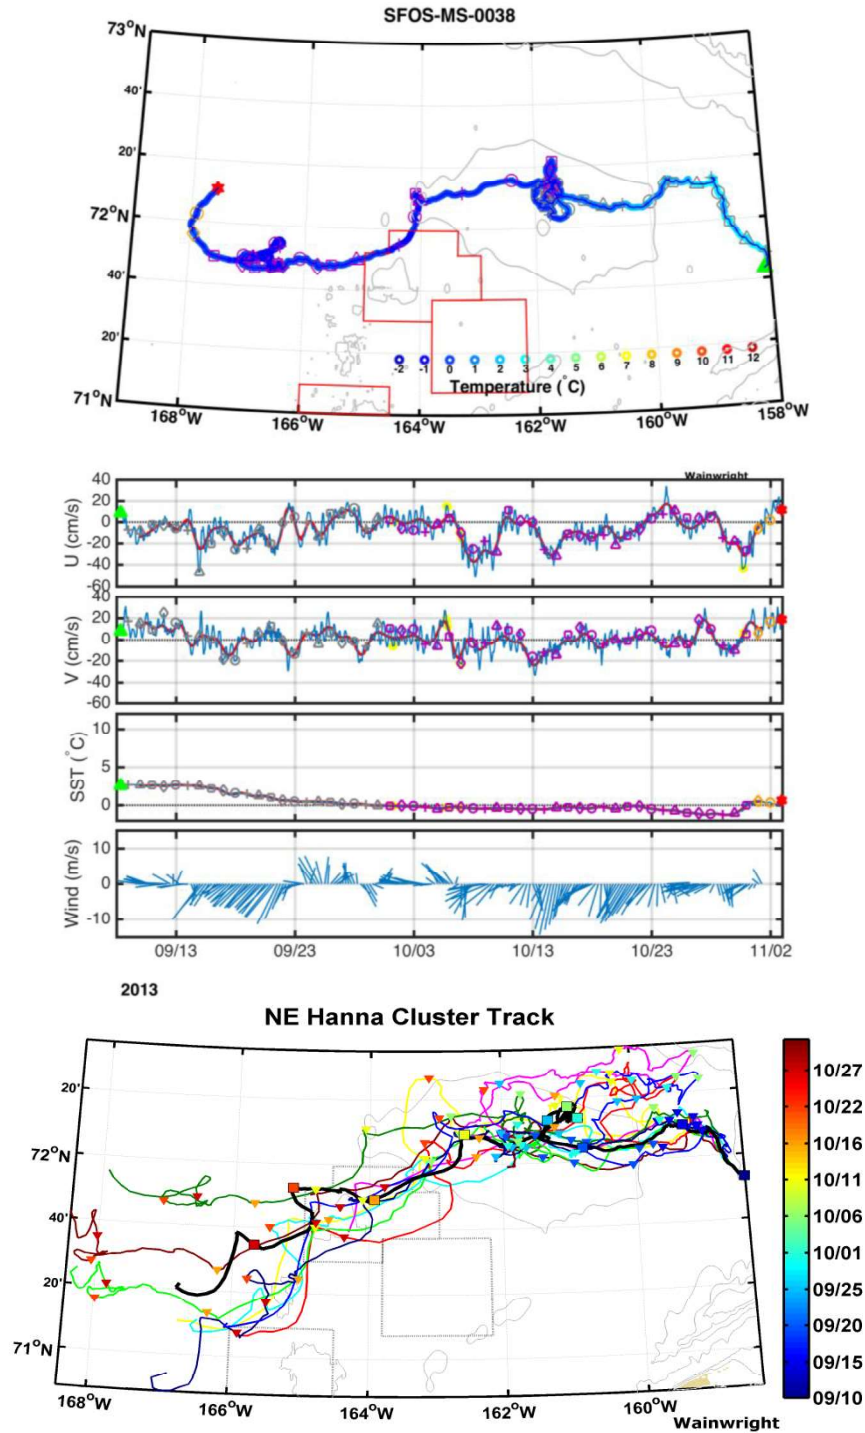 SFOS-MS-0038
73°N
40'
20'
72°N
40'
20'
71°N
-2 -1 0 1 2 3 4 5 6 7 8 9 10 11 12
Temperature (°C)
168°W 166°W 164°W 162°W 160°W 158°W
Wainwright
40
20
0
-20
-40
-60
U (cm/s)
40
20
0
-20
-40
-60
V (cm/s)
10
5
0
SST (°C)
10
0
-10
Wind (m/s)
09/13 09/23 10/03 10/13 10/23 11/02
2013
NE Hanna Cluster Track
20'
72°N
40'
20'
71°N
168°W 166°W 164°W 162°W 160°W
Wainwright
10/27
10/22
10/16
10/11
10/06
10/01
09/25
09/20
09/15
09/10